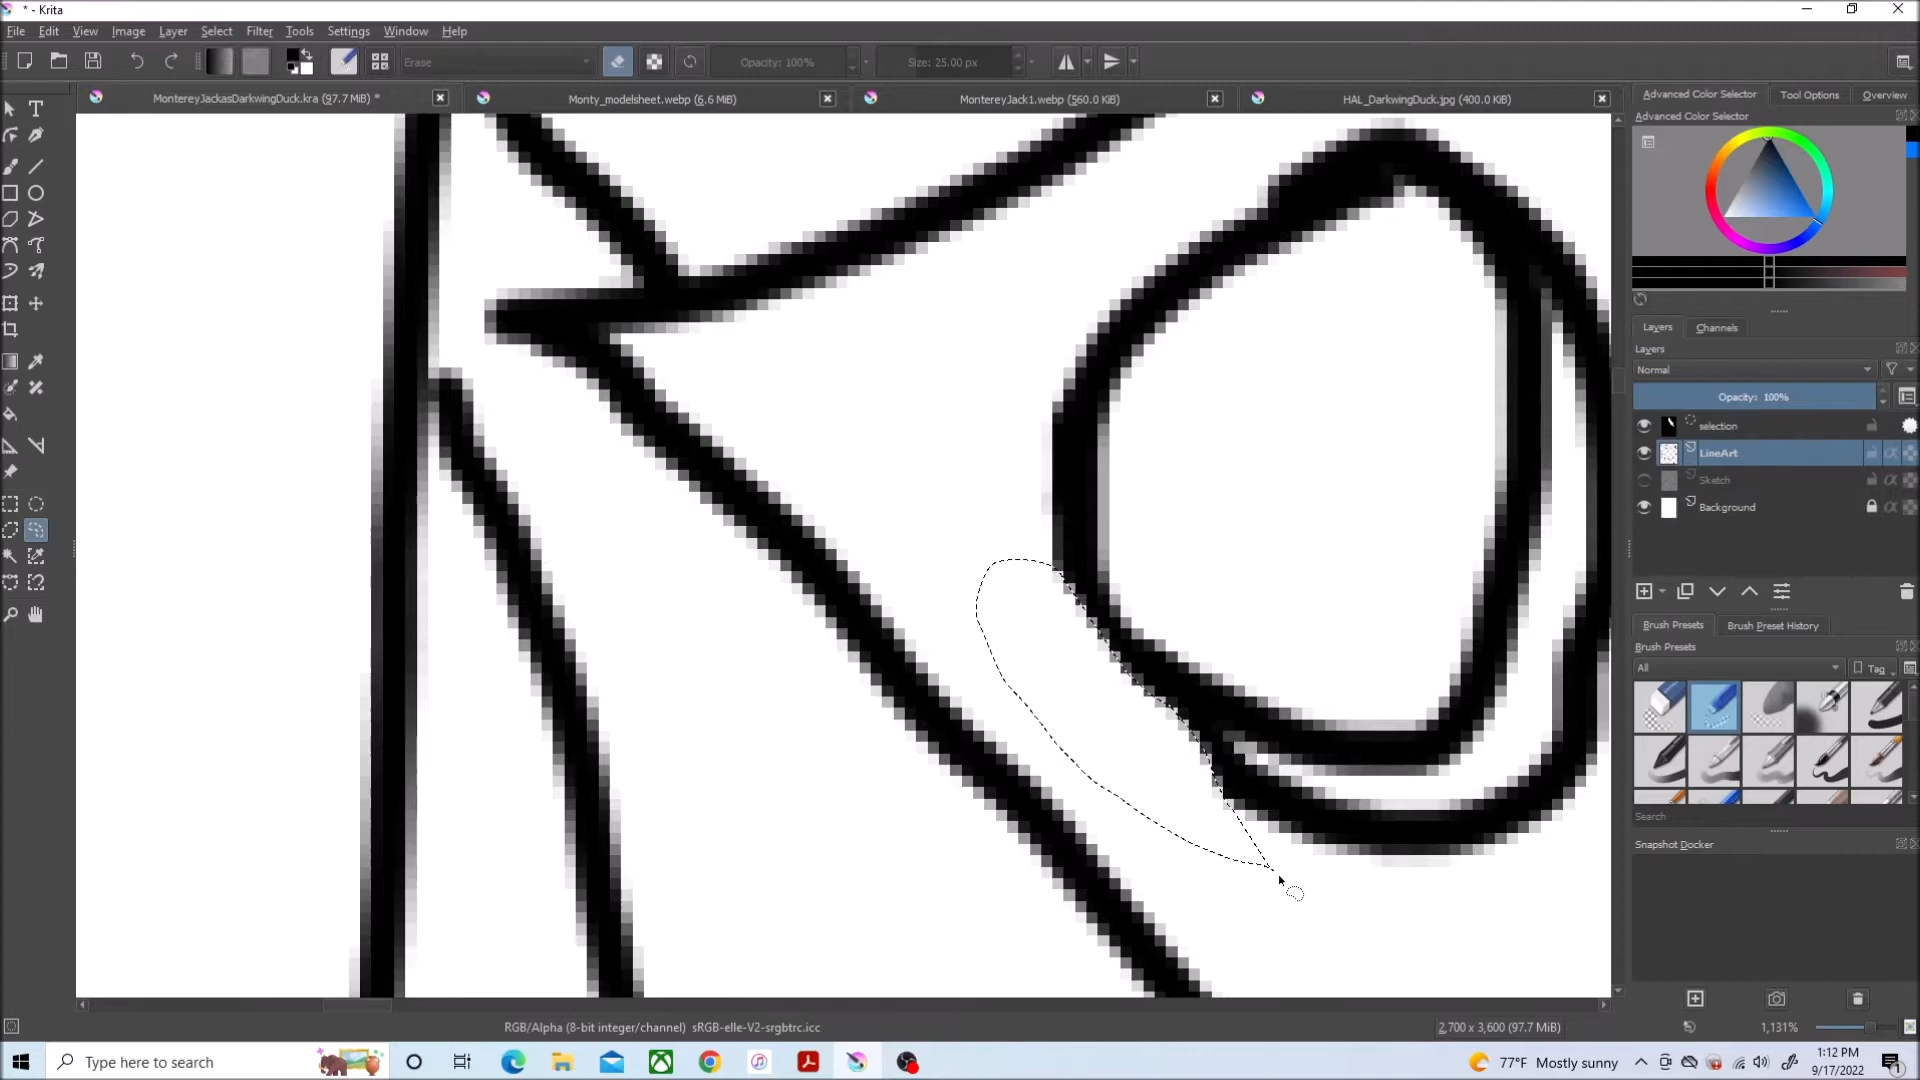 * - Krita
File Edit View Image Layer Select Filter Tools Settings Window Help
Erase Opacity: 100% Size: 25.00 px
MontereyJackasDarkwingDuck.kra (97.7 MiB) * Monty_modelsheet.webp (6.6 MiB) MontereyJack1.webp (560.0 KiB) HAL_DarkwingDuck.jpg (400.0 KiB)
Advanced Color Selector Tool Options Overview
Advanced Color Selector
Layers Channels
Layers
Normal
Opacity: 100%
selection
LineArt
Sketch
Background
Brush Presets Brush Preset History
Brush Presets
All Tag
Search
Snapshot Docker
RGB/Alpha (8-bit integer/channel) sRGB-elle-V2-srgbtrc.icc 2,700 x 3,600 (97.7 MiB) 1,131%
Type here to search 77°F Mostly sunny 1:12 PM
9/17/2022 1